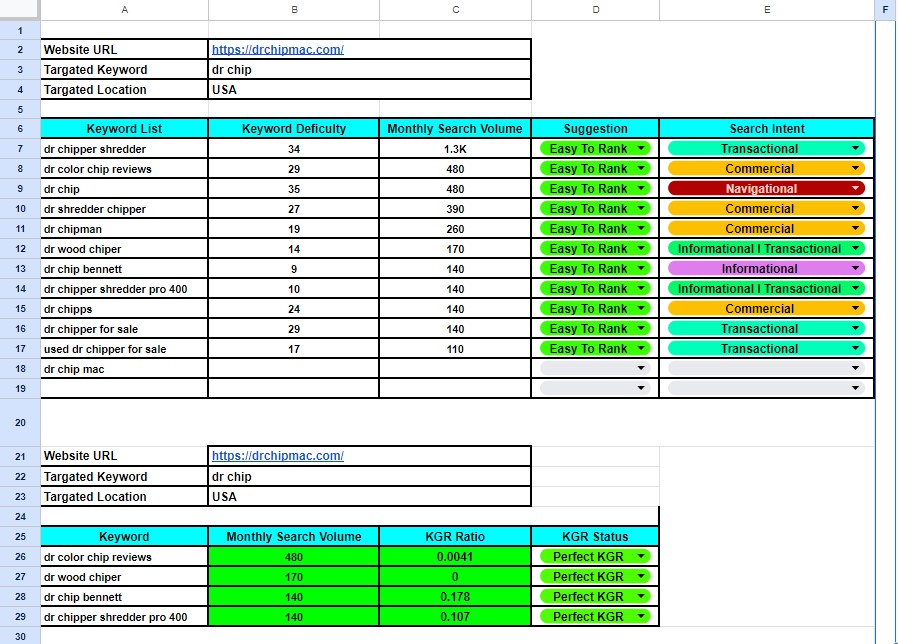 A B C D E F
1
2 Website URL https://drchipmac.com/
3 Targated Keyword dr chip
4 Targated Location USA
5
6 Keyword List Keyword Deficulty Monthly Search Volume Suggestion Search Intent
7 dr chipper shredder 34 1.3K Easy To Rank Transactional
8 dr color chip reviews 29 480 Easy To Rank Commercial
9 dr chip 35 480 Easy To Rank Navigational
10 dr shredder chipper 27 390 Easy To Rank Commercial
11 dr chipman 19 260 Easy To Rank Commercial
12 dr wood chiper 14 170 Easy To Rank Informational I Transactional
13 dr chip bennett 9 140 Easy To Rank Informational
14 dr chipper shredder pro 400 10 140 Easy To Rank Informational I Transactional
15 dr chipps 24 140 Easy To Rank Commercial
16 dr chipper for sale 29 140 Easy To Rank Transactional
17 used dr chipper for sale 17 110 Easy To Rank Transactional
18 dr chip mac
19
20
21 Website URL https://drchipmac.com/
22 Targated Keyword dr chip
23 Targated Location USA
24
25 Keyword Monthly Search Volume KGR Ratio KGR Status
26 dr color chip reviews 480 0.0041 Perfect KGR
27 dr wood chiper 170 0 Perfect KGR
28 dr chip bennett 140 0.178 Perfect KGR
29 dr chipper shredder pro 400 140 0.107 Perfect KGR
30